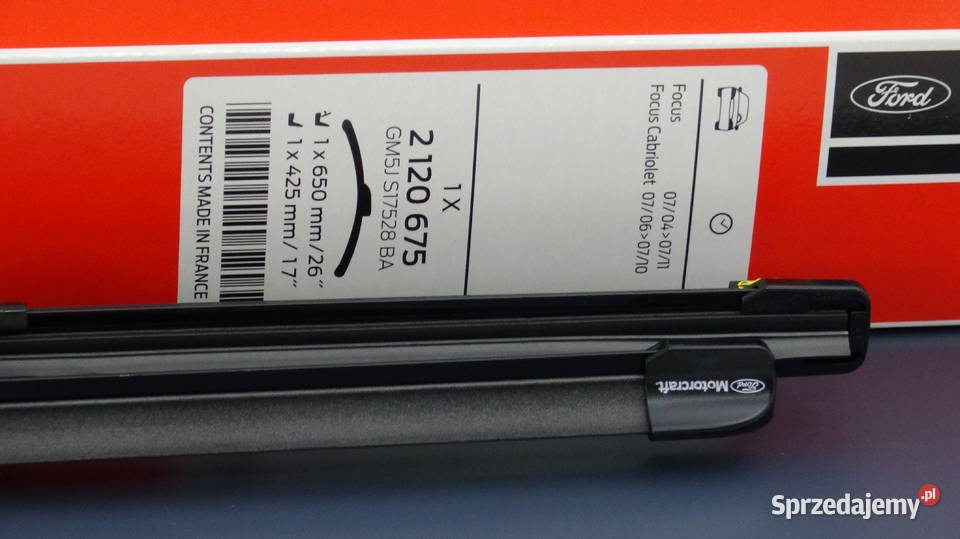 Ford
Focus 07/04>07/11
Focus Cabriolet 07/06>07/10
1 X
2 120 675
GM5J S17528 BA
1 x 650 mm/26"
1 x 425 mm/17"
CONTENTS MADE IN FRANCE
Ford Motorcraft.
Sprzedajemy.pl